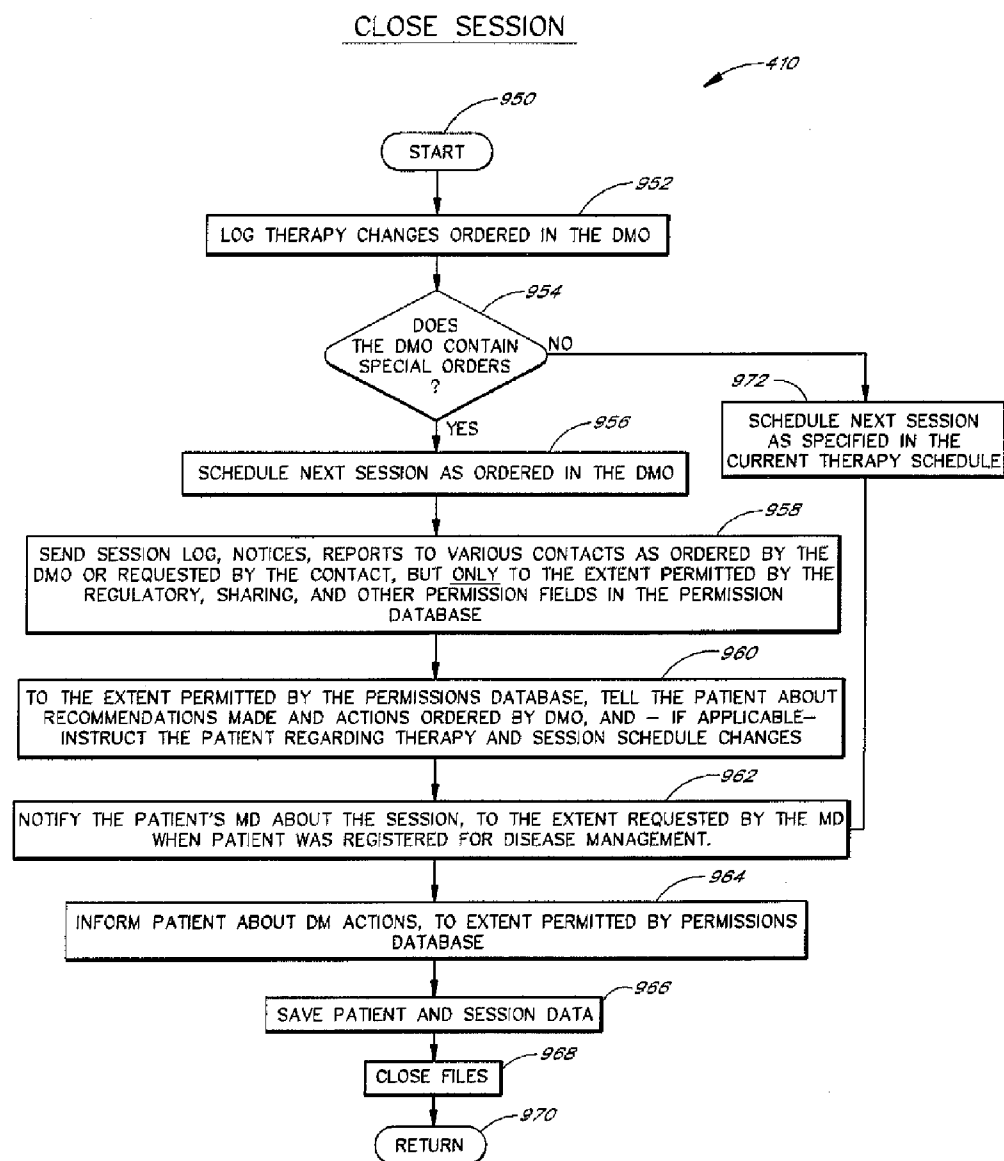 CLOSE SESSION
410
950
START
952
LOG THERAPY CHANGES ORDERED IN THE DMO
954
DOES
THE DMO CONTAIN
SPECIAL ORDERS
?
NO
YES
972
SCHEDULE NEXT SESSION
AS SPECIFIED IN THE
CURRENT THERAPY SCHEDULE
956
SCHEDULE NEXT SESSION AS ORDERED IN THE DMO
958
SEND SESSION LOG, NOTICES, REPORTS TO VARIOUS CONTACTS AS ORDERED BY THE
DMO OR REQUESTED BY THE CONTACT, BUT ONLY TO THE EXTENT PERMITTED BY THE
REGULATORY, SHARING, AND OTHER PERMISSION FIELDS IN THE PERMISSION
DATABASE
960
TO THE EXTENT PERMITTED BY THE PERMISSIONS DATABASE, TELL THE PATIENT ABOUT
RECOMMENDATIONS MADE AND ACTIONS ORDERED BY DMO, AND – IF APPLICABLE–
INSTRUCT THE PATIENT REGARDING THERAPY AND SESSION SCHEDULE CHANGES
962
NOTIFY THE PATIENT'S MD ABOUT THE SESSION, TO THE EXTENT REQUESTED BY THE MD
WHEN PATIENT WAS REGISTERED FOR DISEASE MANAGEMENT.
964
INFORM PATIENT ABOUT DM ACTIONS, TO EXTENT PERMITTED BY PERMISSIONS
DATABASE
966
SAVE PATIENT AND SESSION DATA
968
CLOSE FILES
970
RETURN